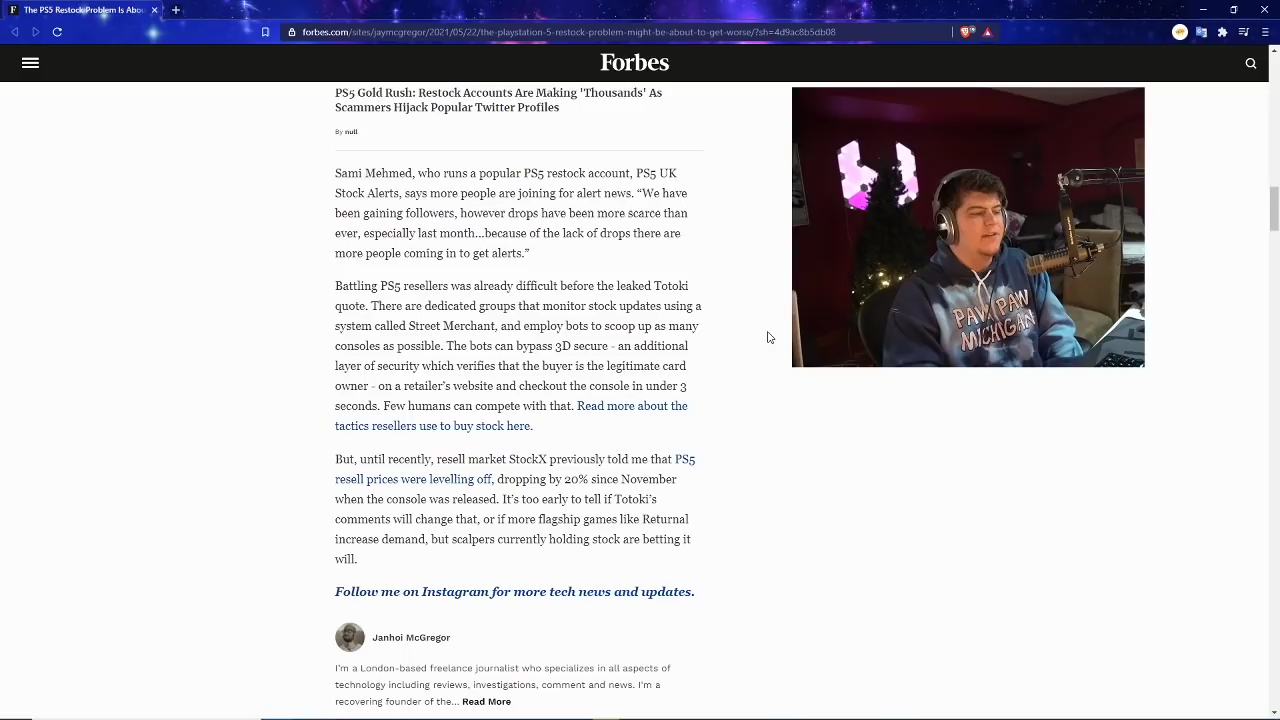 The PS5 Restock Problem Is Abou
forbes.com/sites/jaymcgregor/2021/05/22/the-playstation-5-restock-problem-might-be-about-to-get-worse/?sh=4d9ac8b5db08
Forbes
PS5 Gold Rush: Restock Accounts Are Making 'Thousands' As
Scammers Hijack Popular Twitter Profiles
By null
Sami Mehmed, who runs a popular PS5 restock account, PS5 UK
Stock Alerts, says more people are joining for alert news. “We have
been gaining followers, however drops have been more scarce than
ever, especially last month...because of the lack of drops there are
more people coming in to get alerts.”
Battling PS5 resellers was already difficult before the leaked Totoki
quote. There are dedicated groups that monitor stock updates using a
system called Street Merchant, and employ bots to scoop up as many
consoles as possible. The bots can bypass 3D secure - an additional
layer of security which verifies that the buyer is the legitimate card
owner - on a retailer’s website and checkout the console in under 3
seconds. Few humans can compete with that. Read more about the
tactics resellers use to buy stock here.
But, until recently, resell market StockX previously told me that PS5
resell prices were levelling off, dropping by 20% since November
when the console was released. It’s too early to tell if Totoki’s
comments will change that, or if more flagship games like Returnal
increase demand, but scalpers currently holding stock are betting it
will.
Follow me on Instagram for more tech news and updates.
Janhoi McGregor
I’m a London-based freelance journalist who specializes in all aspects of
technology including reviews, investigations, comment and news. I’m a
recovering founder of the... Read More
PAW PAW
MICHIGAN